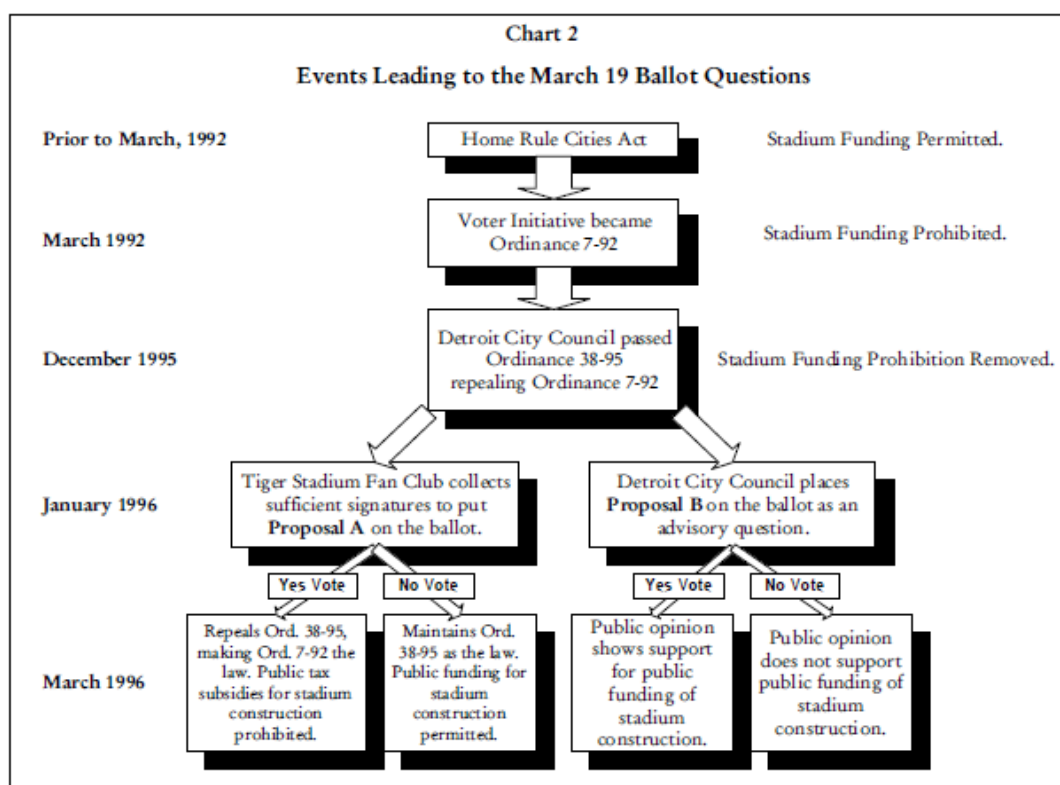 Chart 2
Events Leading to the March 19 Ballot Questions
Prior to March, 1992
Home Rule Cities Act
Stadium Funding Permitted.
March 1992
Voter Initiative became
Ordinance 7-92
Stadium Funding Prohibited.
December 1995
Detroit City Council passed
Ordinance 38-95
repealing Ordinance 7-92
Stadium Funding Prohibition Removed.
January 1996
Tiger Stadium Fan Club collects
sufficient signatures to put
Proposal A on the ballot.
Detroit City Council places
Proposal B on the ballot as an
advisory question.
Yes Vote
No Vote
Yes Vote
No Vote
March 1996
Repeals Ord. 38-95,
making Ord. 7-92 the
law. Public tax
subsidies for stadium
construction
prohibited.
Maintains Ord.
38-95 as the law.
Public funding for
stadium
construction
permitted.
Public opinion
shows support
for public
funding of
stadium
construction.
Public opinion
does not support
public funding of
stadium
construction.